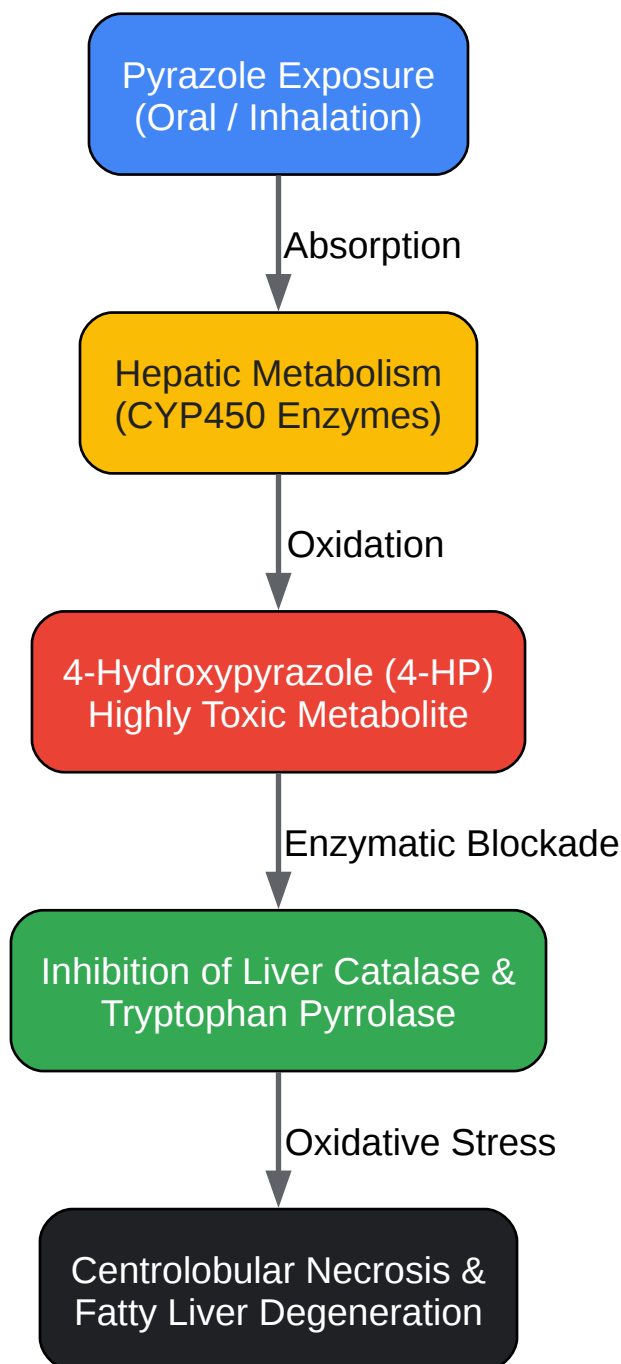 Pyrazole Exposure
(Oral / Inhalation)
Absorption
Hepatic Metabolism
(CYP450 Enzymes)
Oxidation
4-Hydroxypyrazole (4-HP)
Highly Toxic Metabolite
Enzymatic Blockade
Inhibition of Liver Catalase &
Tryptophan Pyrrolase
Oxidative Stress
Centrolobular Necrosis &
Fatty Liver Degeneration